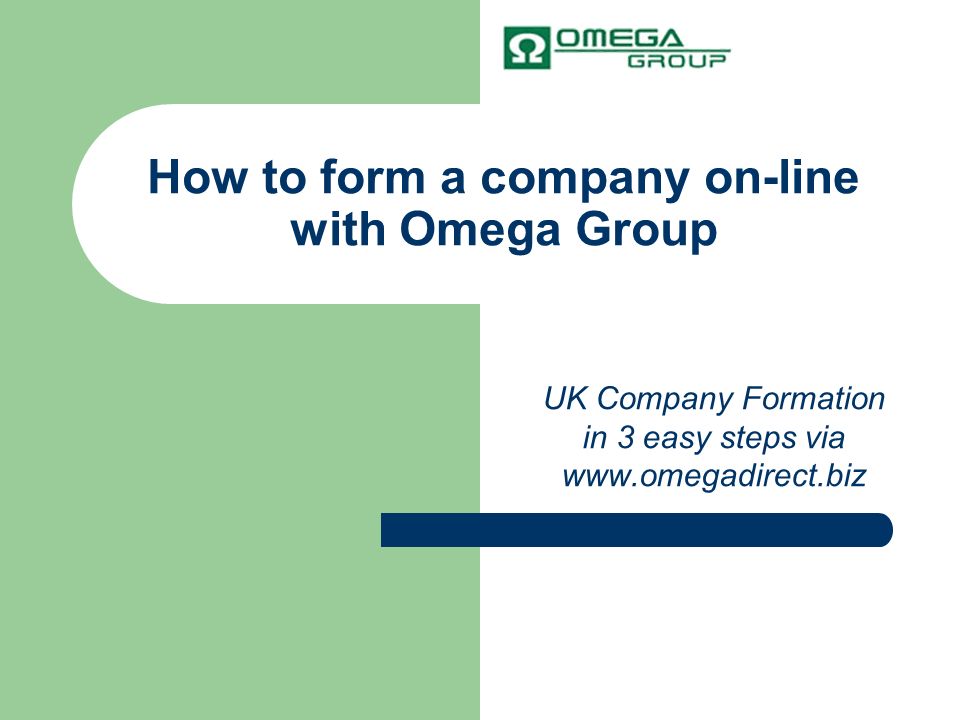 Ω OMEGA
GROUP
How to form a company on-line
with Omega Group
UK Company Formation
in 3 easy steps via
www.omegadirect.biz